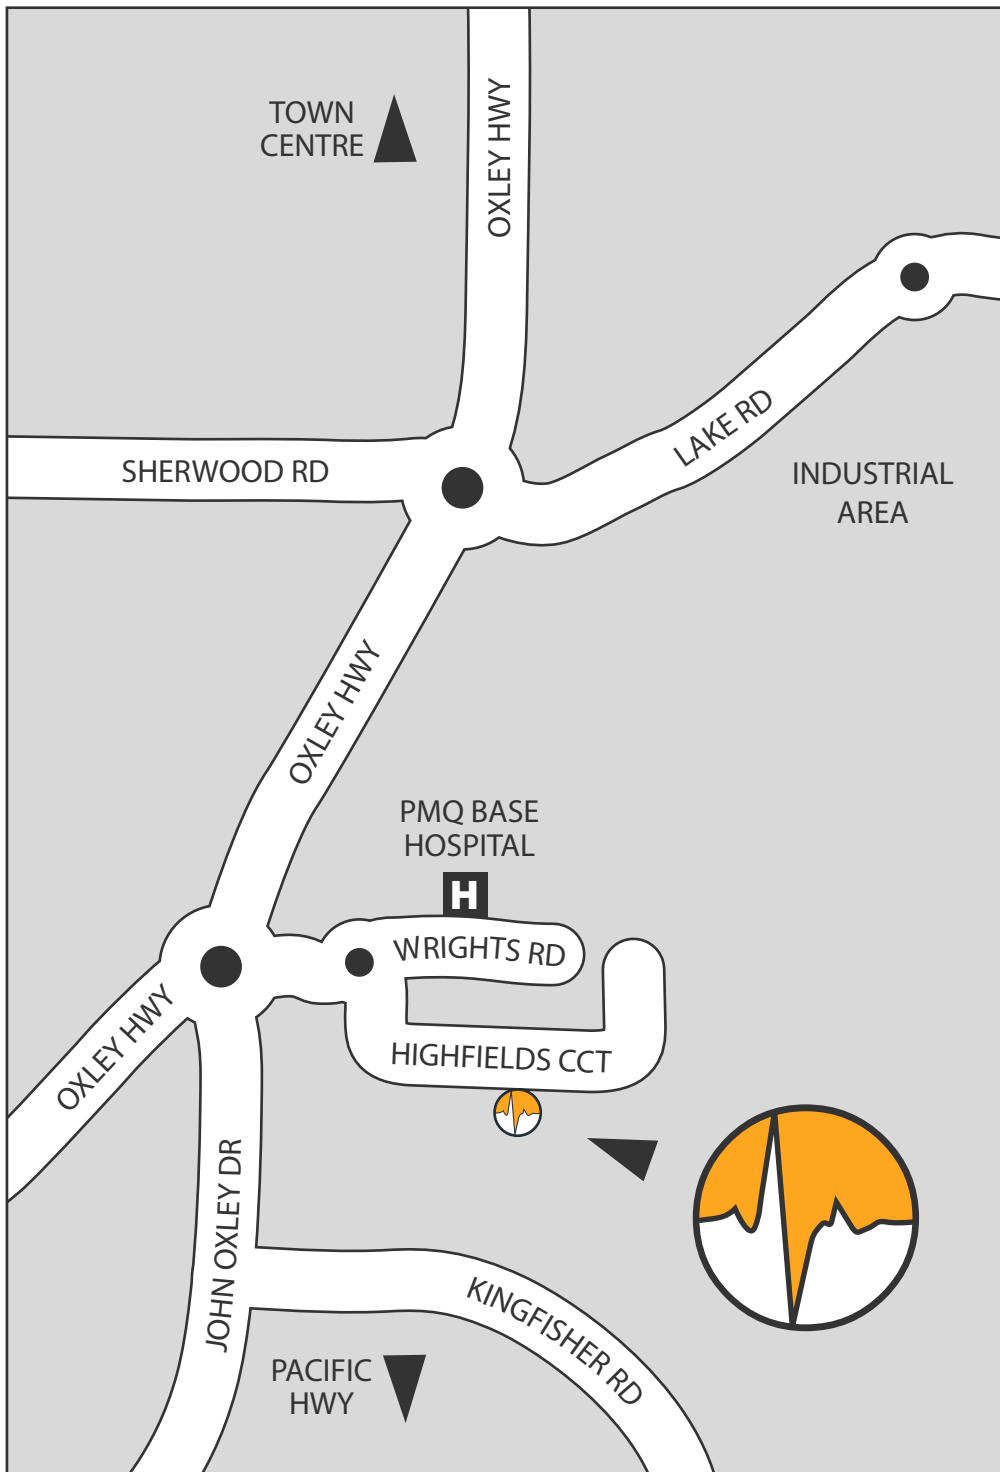 TOWN
CENTRE
OXLEY HWY
SHERWOOD RD
LAKE RD
INDUSTRIAL
AREA
OXLEY HWY
PMQ BASE
HOSPITAL
H
WRIGHTS RD
OXLEY HWY
HIGHFIELDS CCT
JOHN OXLEY DR
KINGFISHER RD
PACIFIC
HWY